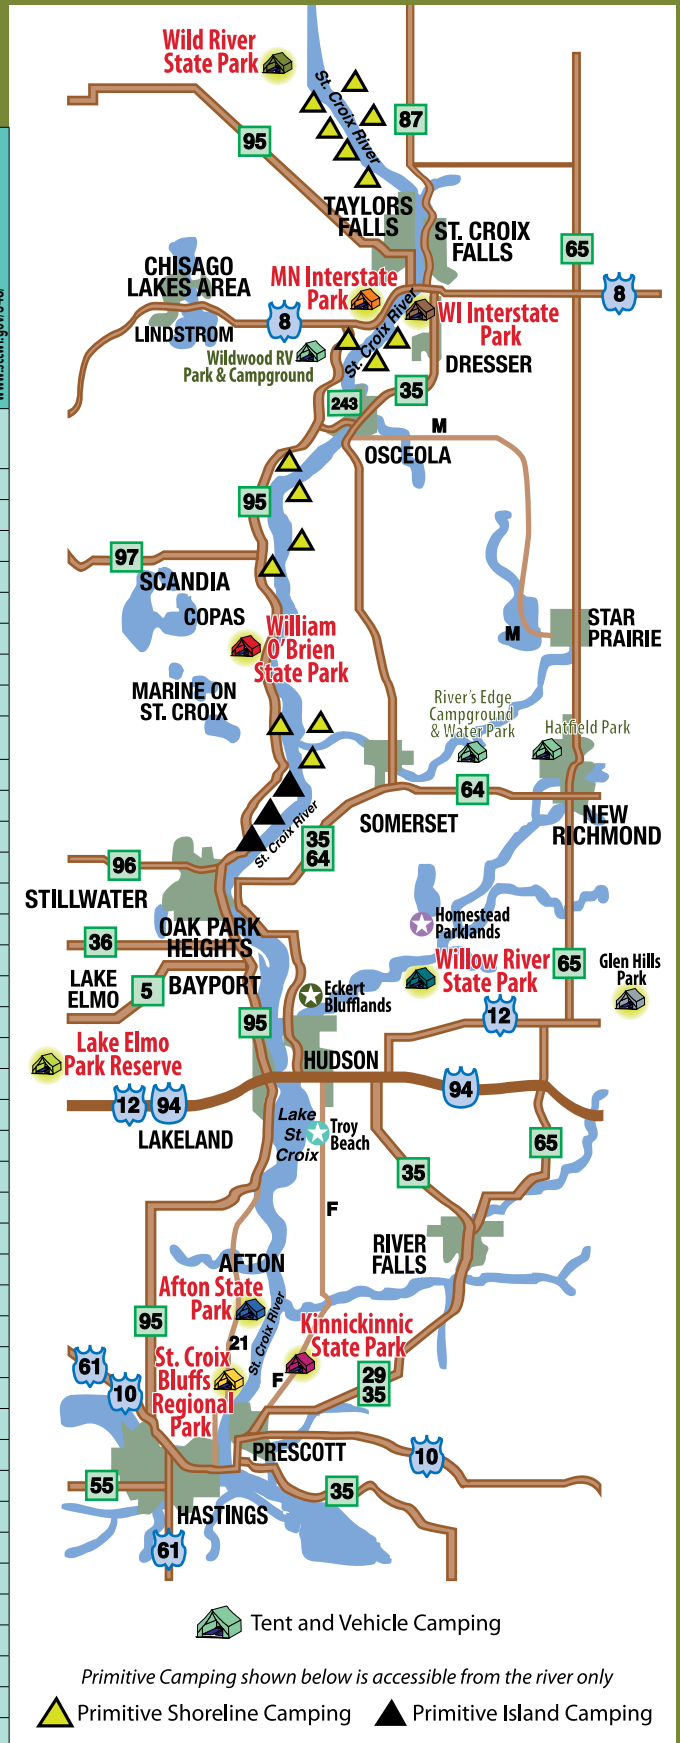 Wild River
State Park
St. Croix River
87
95
TAYLORS
FALLS
ST. CROIX
FALLS
65
CHISAGO
LAKES AREA
MN Interstate
Park
8
8
WI Interstate
Park
LINDSTROM
St. Croix River
Wildwood RV
Park & Campground
DRESSER
35
243
M
OSCEOLA
95
97
SCANDIA
COPAS
STAR
PRAIRIE
M
William
O'Brien
State Park
MARINE ON
ST. CROIX
River's Edge
Campground
& Water Park
Hatfield Park
64
SOMERSET
NEW
RICHMOND
St. Croix River
35
64
96
STILLWATER
Homestead
Parklands
OAK PARK
HEIGHTS
36
Willow River
State Park
65
Glen Hills
Park
LAKE
ELMO
5
BAYPORT
Eckert
Blufflands
12
95
Lake Elmo
Park Reserve
HUDSON
94
12
94
LAKELAND
Lake
St.
Croix
Troy
Beach
65
35
F
RIVER
FALLS
AFTON
Afton State
Park
St. Croix River
95
21
Kinnickinnic
State Park
61
St. Croix
Bluffs
Regional
Park
F
29
35
10
PRESCOTT
10
55
35
HASTINGS
61
Tent and Vehicle Camping
Primitive Camping shown below is accessible from the river only
Primitive Shoreline Camping
Primitive Island Camping